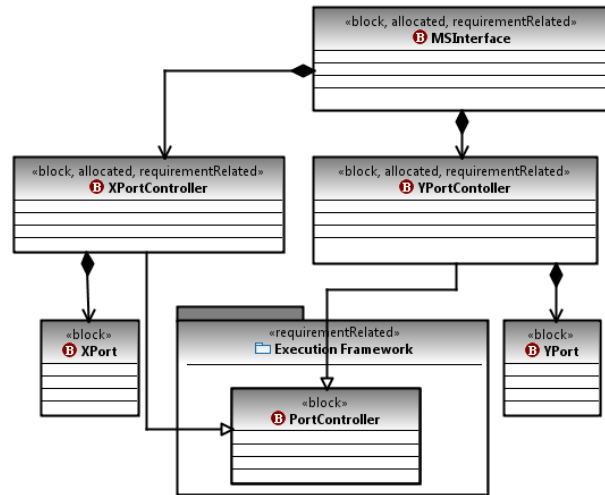 «block, allocated, requirementRelated»
B MSInterface
«block, allocated, requirementRelated»
B XPortController
«block, allocated, requirementRelated»
B YPortContoller
«block»
B XPort
«requirementRelated»
Execution Framework
«block»
B YPort
«block»
B PortController